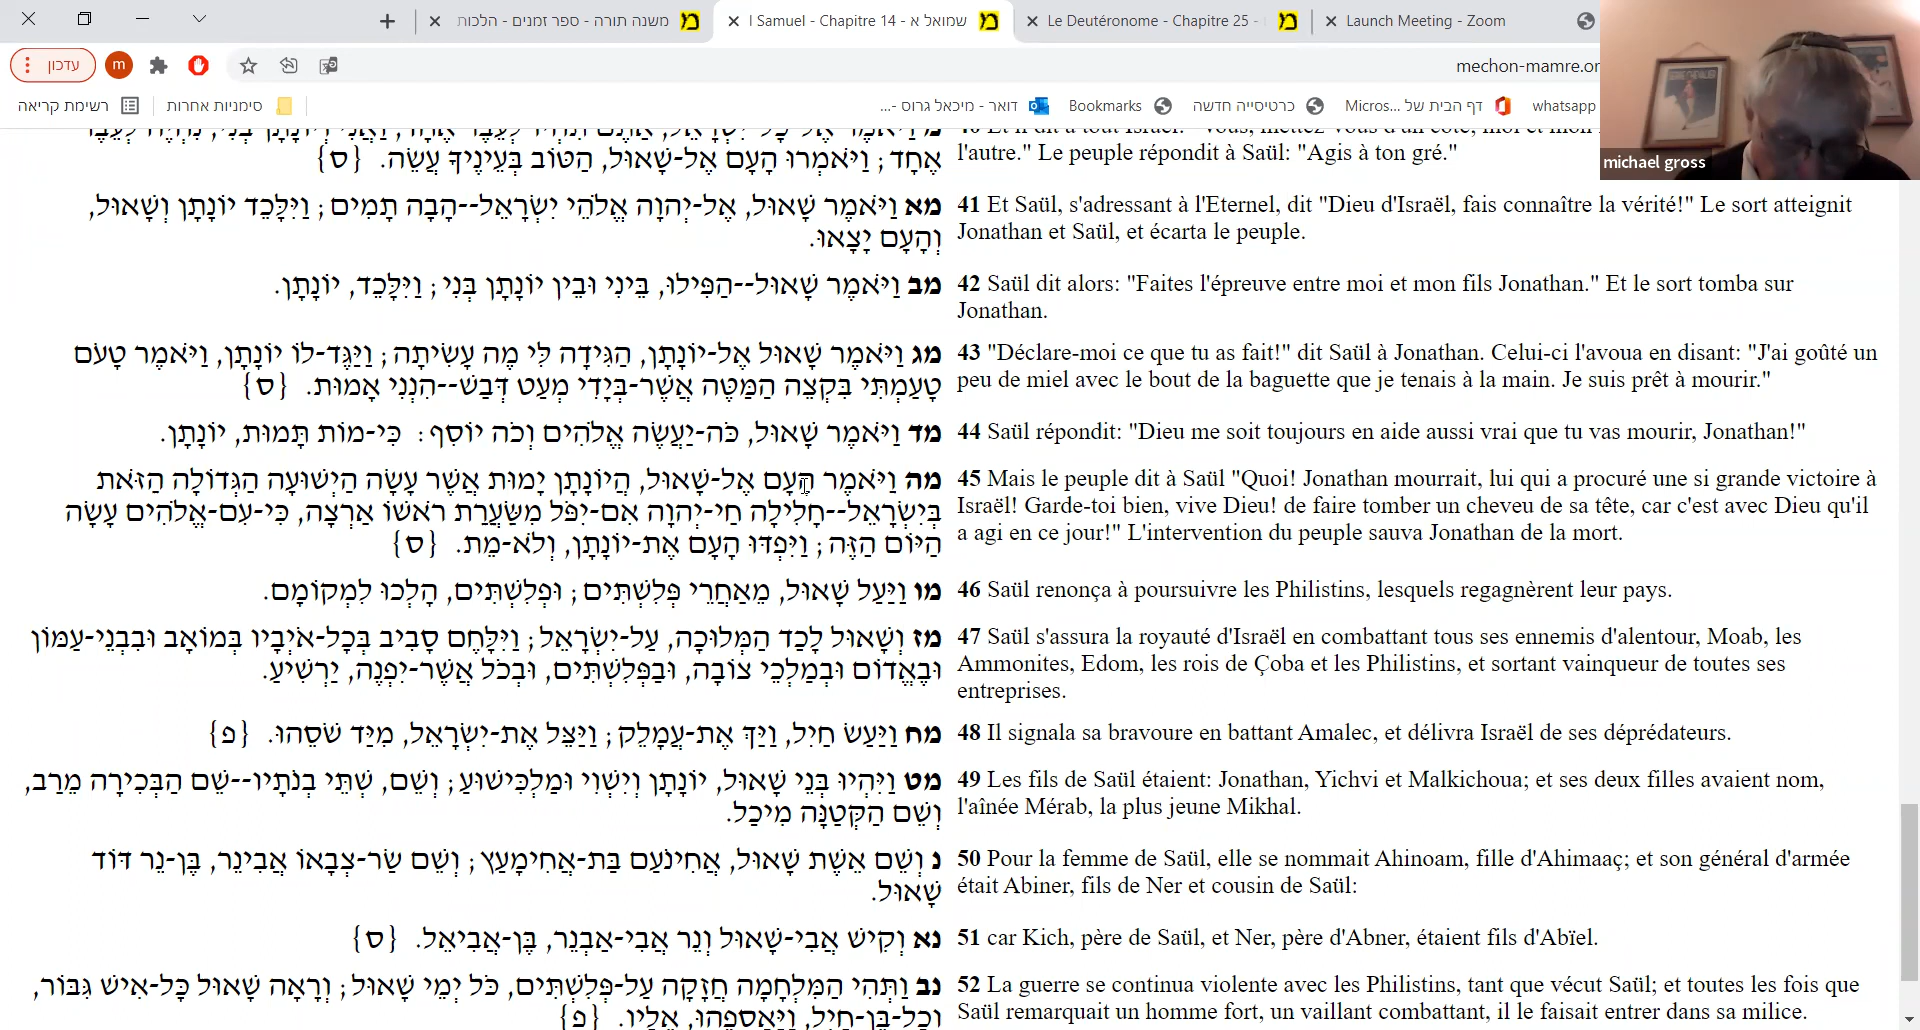 משנה תורה - ספר זמנים - הלכות
I Samuel - Chapitre 14 - שמואל א
Le Deutéronome - Chapitre 25 -
Launch Meeting - Zoom
עדכון
m
mechon-mamre.or
רשימת קריאה
סימניות אחרות
דואר - מיכאל גרוס -...
Bookmarks
כרטיסייה חדשה
דף הבית של ...Micros
whatsapp
michael gross
אֶחָד; וַיֹּאמְרוּ הָעָם אֶל-שָׁאוּל, הַטּוֹב בְּעֵינֶיךָ עֲשֵׂה. {ס}
l'autre." Le peuple répondit à Saül: "Agis à ton gré."
מא וַיֹּאמֶר שָׁאוּל, אֶל-יְהוָה אֱלֹהֵי יִשְׂרָאֵל--הָבָה תָמִים; וַיִּלָּכֵד יוֹנָתָן וְשָׁאוּל,
וְהָעָם יָצָאוּ.
41 Et Saül, s'adressant à l'Eternel, dit "Dieu d'Israël, fais connaître la vérité!" Le sort atteignit
Jonathan et Saül, et écarta le peuple.
מב וַיֹּאמֶר שָׁאוּל--הַפִּילוּ, בֵּינִי וּבֵין יוֹנָתָן בְּנִי; וַיִּלָּכֵד, יוֹנָתָן.
42 Saül dit alors: "Faites l'épreuve entre moi et mon fils Jonathan." Et le sort tomba sur
Jonathan.
מג וַיֹּאמֶר שָׁאוּל אֶל-יוֹנָתָן, הַגִּידָה לִּי מֶה עָשִׂיתָה; וַיַּגֶּד-לוֹ יוֹנָתָן, וַיֹּאמֶר טָעֹם
טָעַמְתִּי בִּקְצֵה הַמַּטֶּה אֲשֶׁר-בְּיָדִי מְעַט דְּבַשׁ--הִנְנִי אָמוּת. {ס}
43 "Déclare-moi ce que tu as fait!" dit Saül à Jonathan. Celui-ci l'avoua en disant: "J'ai goûté un
peu de miel avec le bout de la baguette que je tenais à la main. Je suis prêt à mourir."
מד וַיֹּאמֶר שָׁאוּל, כֹּה-יַעֲשֶׂה אֱלֹהִים וְכֹה יוֹסִף: כִּי-מוֹת תָּמוּת, יוֹנָתָן.
44 Saül répondit: "Dieu me soit toujours en aide aussi vrai que tu vas mourir, Jonathan!"
מה וַיֹּאמֶר הָעָם אֶל-שָׁאוּל, הֲיוֹנָתָן יָמוּת אֲשֶׁר עָשָׂה הַיְשׁוּעָה הַגְּדוֹלָה הַזֹּאת
בְּיִשְׂרָאֵל--חָלִילָה חַי-יְהוָה אִם-יִפֹּל מִשַּׂעֲרַת רֹאשׁוֹ אַרְצָה, כִּי-עִם-אֱלֹהִים עָשָׂה
הַיּוֹם הַזֶּה; וַיִּפְדּוּ הָעָם אֶת-יוֹנָתָן, וְלֹא-מֵת. {ס}
45 Mais le peuple dit à Saül "Quoi! Jonathan mourrait, lui qui a procuré une si grande victoire à
Israël! Garde-toi bien, vive Dieu! de faire tomber un cheveu de sa tête, car c'est avec Dieu qu'il
a agi en ce jour!" L'intervention du peuple sauva Jonathan de la mort.
מו וַיַּעַל שָׁאוּל, מֵאַחֲרֵי פְּלִשְׁתִּים; וּפְלִשְׁתִּים, הָלְכוּ לִמְקוֹמָם.
46 Saül renonça à poursuivre les Philistins, lesquels regagnèrent leur pays.
מז וְשָׁאוּל לָכַד הַמְּלוּכָה, עַל-יִשְׂרָאֵל; וַיִּלָּחֶם סָבִיב בְּכָל-אֹיְבָיו בְּמוֹאָב וּבִבְנֵי-עַמּוֹן
וּבֶאֱדוֹם וּבְמַלְכֵי צוֹבָה, וּבַפְּלִשְׁתִּים, וּבְכֹל אֲשֶׁר-יִפְנֶה, יַרְשִׁיעַ.
47 Saül s'assura la royauté d'Israël en combattant tous ses ennemis d'alentour, Moab, les
Ammonites, Edom, les rois de Çoba et les Philistins, et sortant vainqueur de toutes ses
entreprises.
מח וַיַּעַשׂ חַיִל, וַיַּךְ אֶת-עֲמָלֵק; וַיַּצֵּל אֶת-יִשְׂרָאֵל, מִיַּד שֹׁסֵהוּ. {פ}
48 Il signala sa bravoure en battant Amalec, et délivra Israël de ses déprédateurs.
מט וַיִּהְיוּ בְּנֵי שָׁאוּל, יוֹנָתָן וְיִשְׁוִי וּמַלְכִּישׁוּעַ; וְשֵׁם, שְׁתֵּי בְנֹתָיו--שֵׁם הַבְּכִירָה מֵרַב,
וְשֵׁם הַקְּטַנָּה מִיכַל.
49 Les fils de Saül étaient: Jonathan, Yichvi et Malkichoua; et ses deux filles avaient nom,
l'aînée Mérab, la plus jeune Mikhal.
נ וְשֵׁם אֵשֶׁת שָׁאוּל, אֲחִינֹעַם בַּת-אֲחִימָעַץ; וְשֵׁם שַׂר-צְבָאוֹ אֲבִינֵר, בֶּן-נֵר דּוֹד
שָׁאוּל.
50 Pour la femme de Saül, elle se nommait Ahinoam, fille d'Ahimaaç; et son général d'armée
était Abiner, fils de Ner et cousin de Saül:
נא וְקִישׁ אֲבִי-שָׁאוּל וְנֵר אֲבִי-אַבְנֵר, בֶּן-אֲבִיאֵל. {ס}
51 car Kich, père de Saül, et Ner, père d'Abner, étaient fils d'Abïel.
נב וַתְּהִי הַמִּלְחָמָה חֲזָקָה עַל-פְּלִשְׁתִּים, כֹּל יְמֵי שָׁאוּל; וְרָאָה שָׁאוּל כָּל-אִישׁ גִּבּוֹר,
וְכָל-בֶּן-חַיִל, וַיַּאַסְפֵהוּ, אֵלָיו. {פ}
52 La guerre se continua violente avec les Philistins, tant que vécut Saül; et toutes les fois que
Saül remarquait un homme fort, un vaillant combattant, il le faisait entrer dans sa milice.